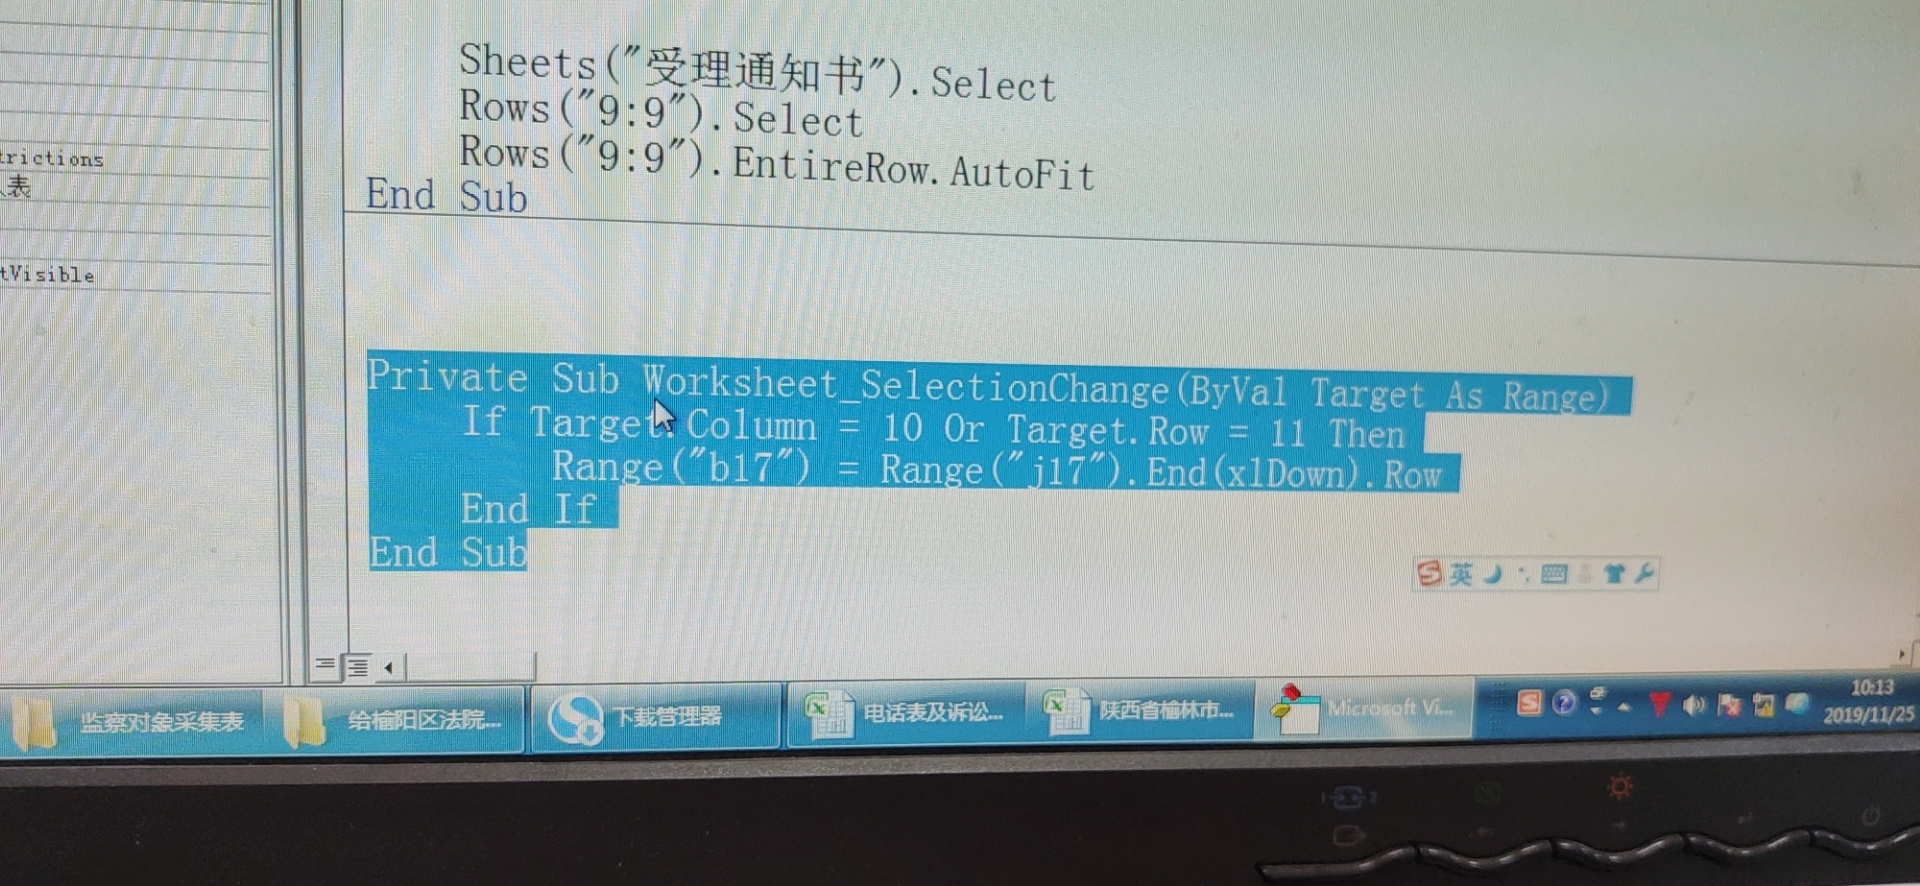 Sheets("受理通知书").Select
Rows("9:9").Select
Rows("9:9").EntireRow.AutoFit
End Sub
trictions
表
tVisible
Private Sub Worksheet_SelectionChange(ByVal Target As Range)
If Target.Column = 10 Or Target.Row = 11 Then
Range("b17") = Range("j17").End(xlDown).Row
End If
End Sub
英
监察对象采集表
给榆阳区法院...
下载管理器
电话表及诉讼...
陕西省榆林市...
Microsoft Vi...
10:13
2019/11/25